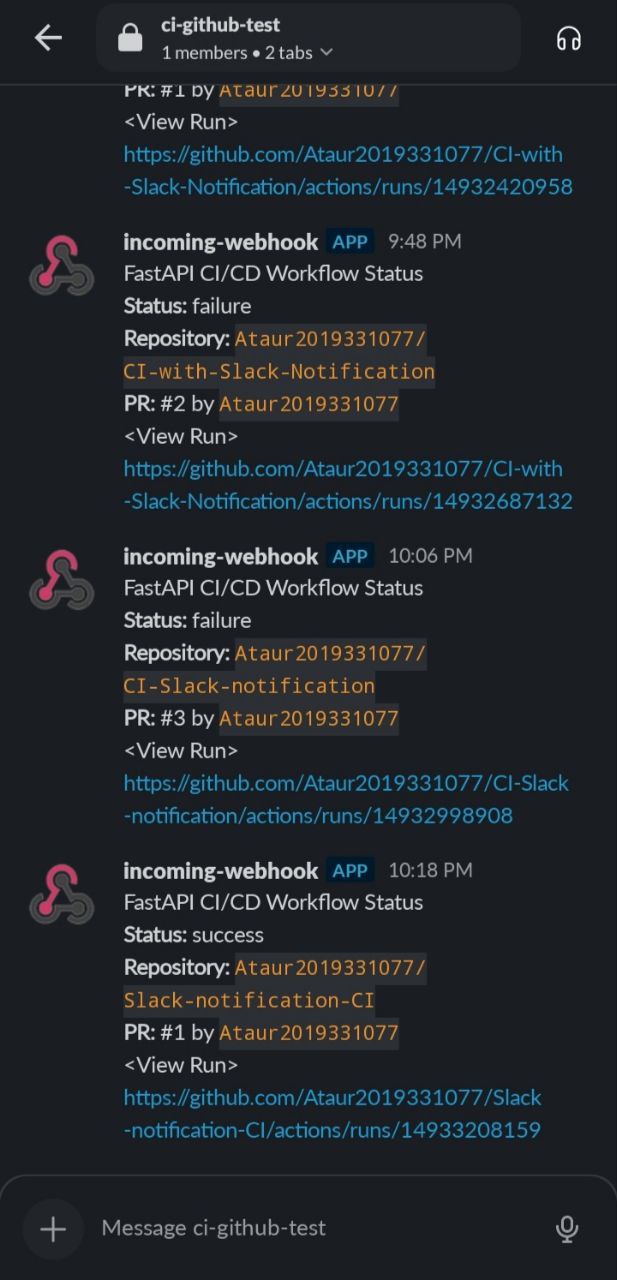 ci-github-test
1 members • 2 tabs
PR: #1 by Ataur2019331077
<View Run>
https://github.com/Ataur2019331077/CI-with
-Slack-Notification/actions/runs/14932420958
incoming-webhook APP 9:48 PM
FastAPI CI/CD Workflow Status
Status: failure
Repository: Ataur2019331077/
CI-with-Slack-Notification
PR: #2 by Ataur2019331077
<View Run>
https://github.com/Ataur2019331077/CI-with
-Slack-Notification/actions/runs/14932687132
incoming-webhook APP 10:06 PM
FastAPI CI/CD Workflow Status
Status: failure
Repository: Ataur2019331077/
CI-Slack-notification
PR: #3 by Ataur2019331077
<View Run>
https://github.com/Ataur2019331077/CI-Slack
-notification/actions/runs/14932998908
incoming-webhook APP 10:18 PM
FastAPI CI/CD Workflow Status
Status: success
Repository: Ataur2019331077/
Slack-notification-CI
PR: #1 by Ataur2019331077
<View Run>
https://github.com/Ataur2019331077/Slack
-notification-CI/actions/runs/14933208159
Message ci-github-test